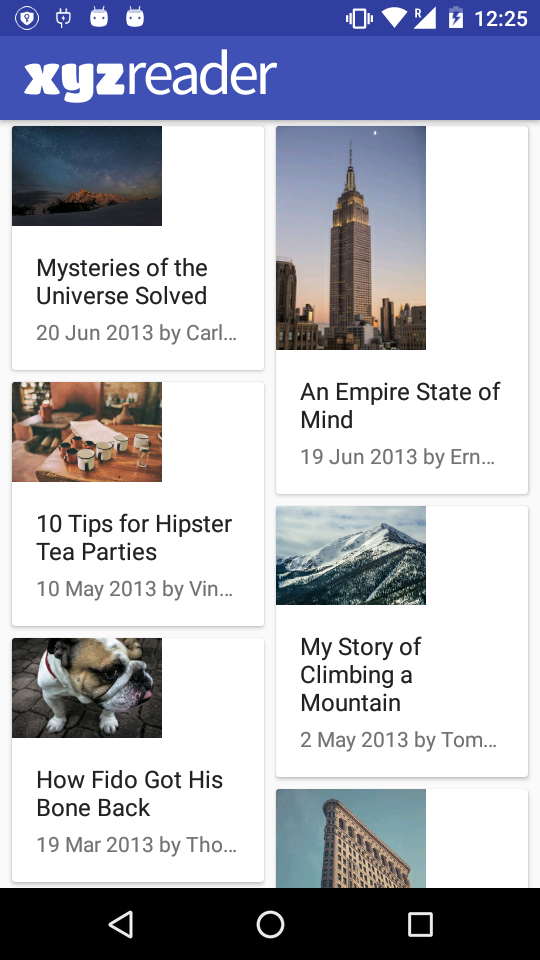 R
12:25
xyzreader
Mysteries of the
Universe Solved
20 Jun 2013 by Carl...
An Empire State of
Mind
19 Jun 2013 by Ern...
10 Tips for Hipster
Tea Parties
10 May 2013 by Vin...
My Story of
Climbing a
Mountain
2 May 2013 by Tom...
How Fido Got His
Bone Back
19 Mar 2013 by Tho...